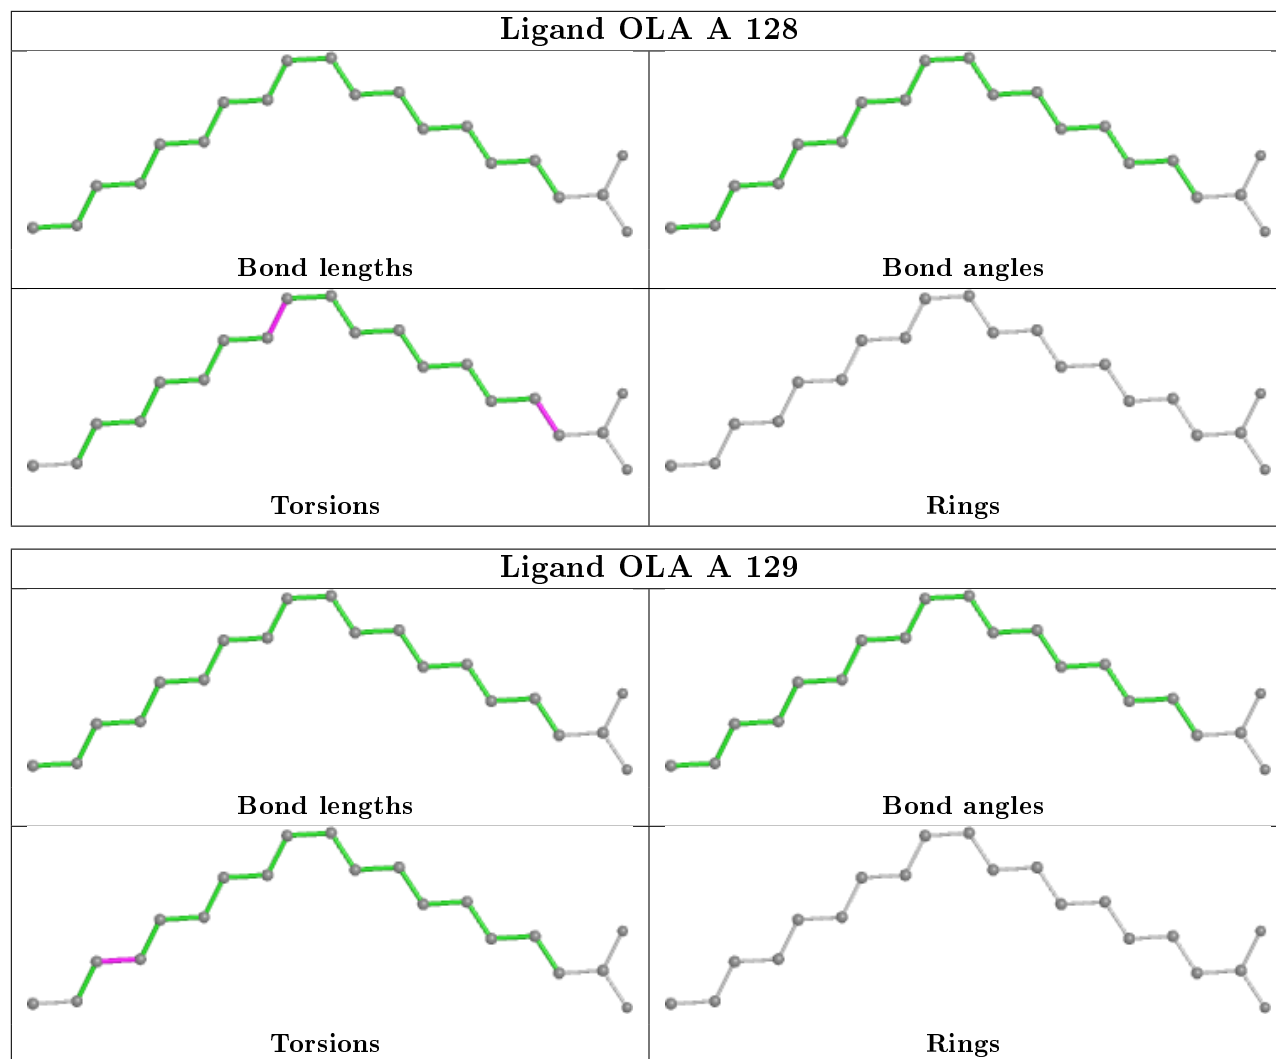 Ligand OLA A 128
Bond lengths
Bond angles
Torsions
Rings
Ligand OLA A 129
Bond lengths
Bond angles
Torsions
Rings